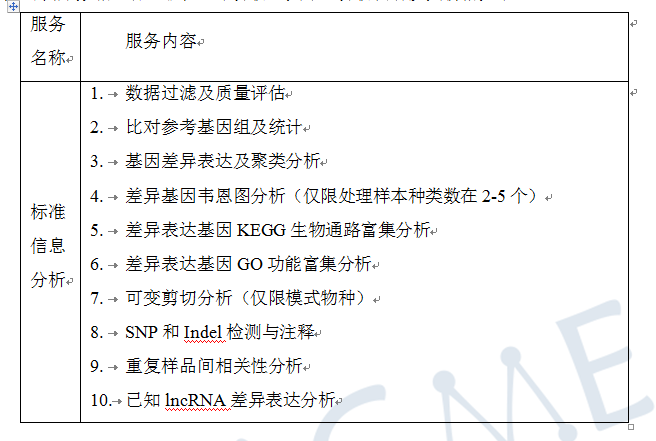 服务
名称
服务内容
标准
信息
分析
1. 数据过滤及质量评估
2. 比对参考基因组及统计
3. 基因差异表达及聚类分析
4. 差异基因韦恩图分析（仅限处理样本种类数在 2-5 个）
5. 差异表达基因 KEGG 生物通路富集分析
6. 差异表达基因 GO 功能富集分析
7. 可变剪切分析（仅限模式物种）
8. SNP 和 Indel 检测与注释
9. 重复样品间相关性分析
10. 已知 lncRNA 差异表达分析